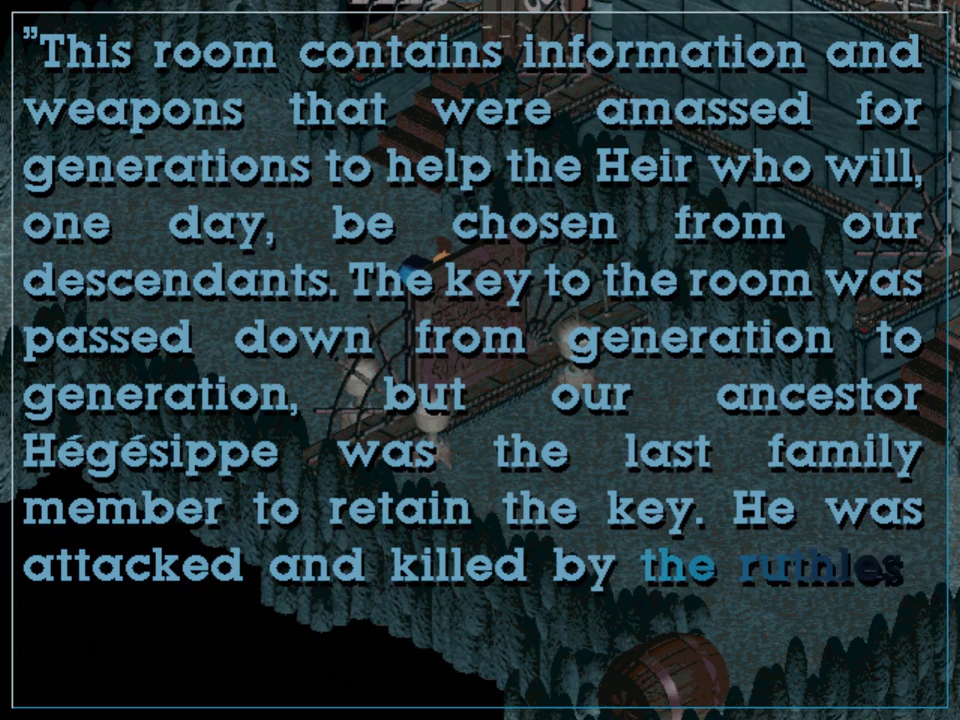 "This room contains information and
weapons that were amassed for
generations to help the Heir who will,
one day, be chosen from our
descendants. The key to the room was
passed down from generation to
generation, but our ancestor
Hégésippe was the last family
member to retain the key. He was
attacked and killed by the ruthles